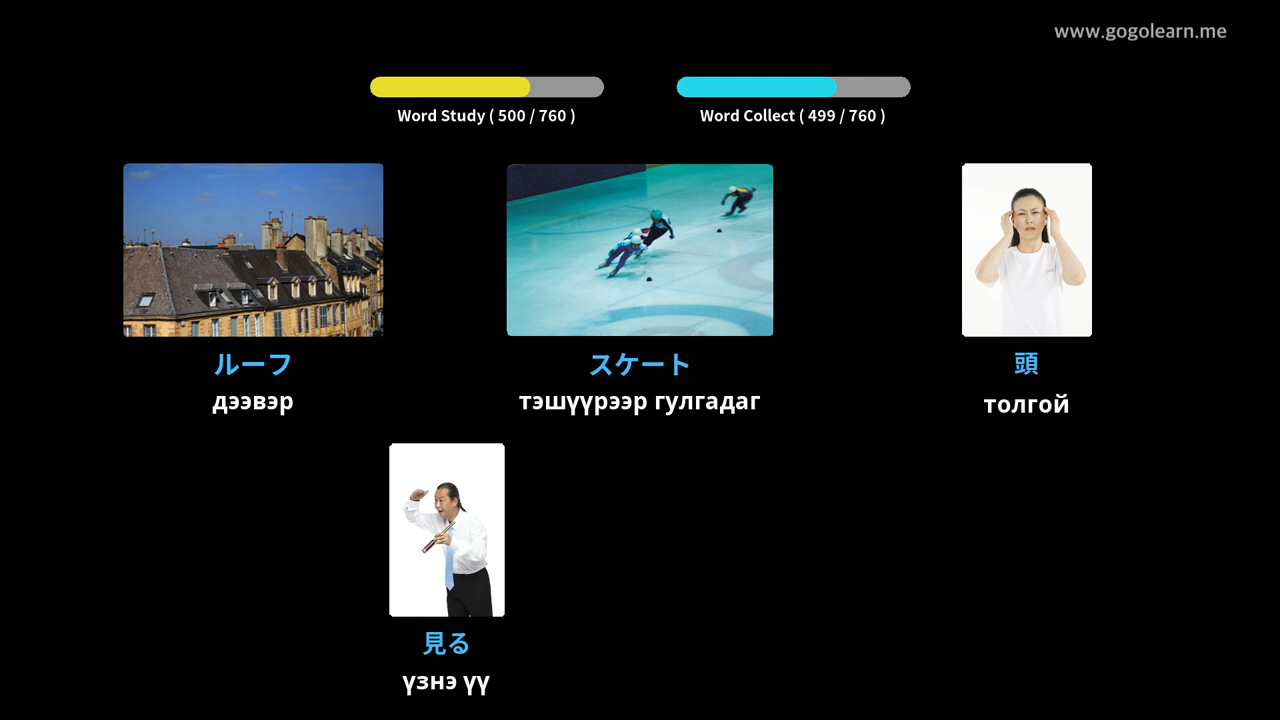 www.gogolearn.me
Word Study ( 500 / 760 )
Word Collect ( 499 / 760 )
ルーフ
дээвэр
スケート
тэшүүрээр гулгадаг
頭
толгой
見る
үзнэ үү